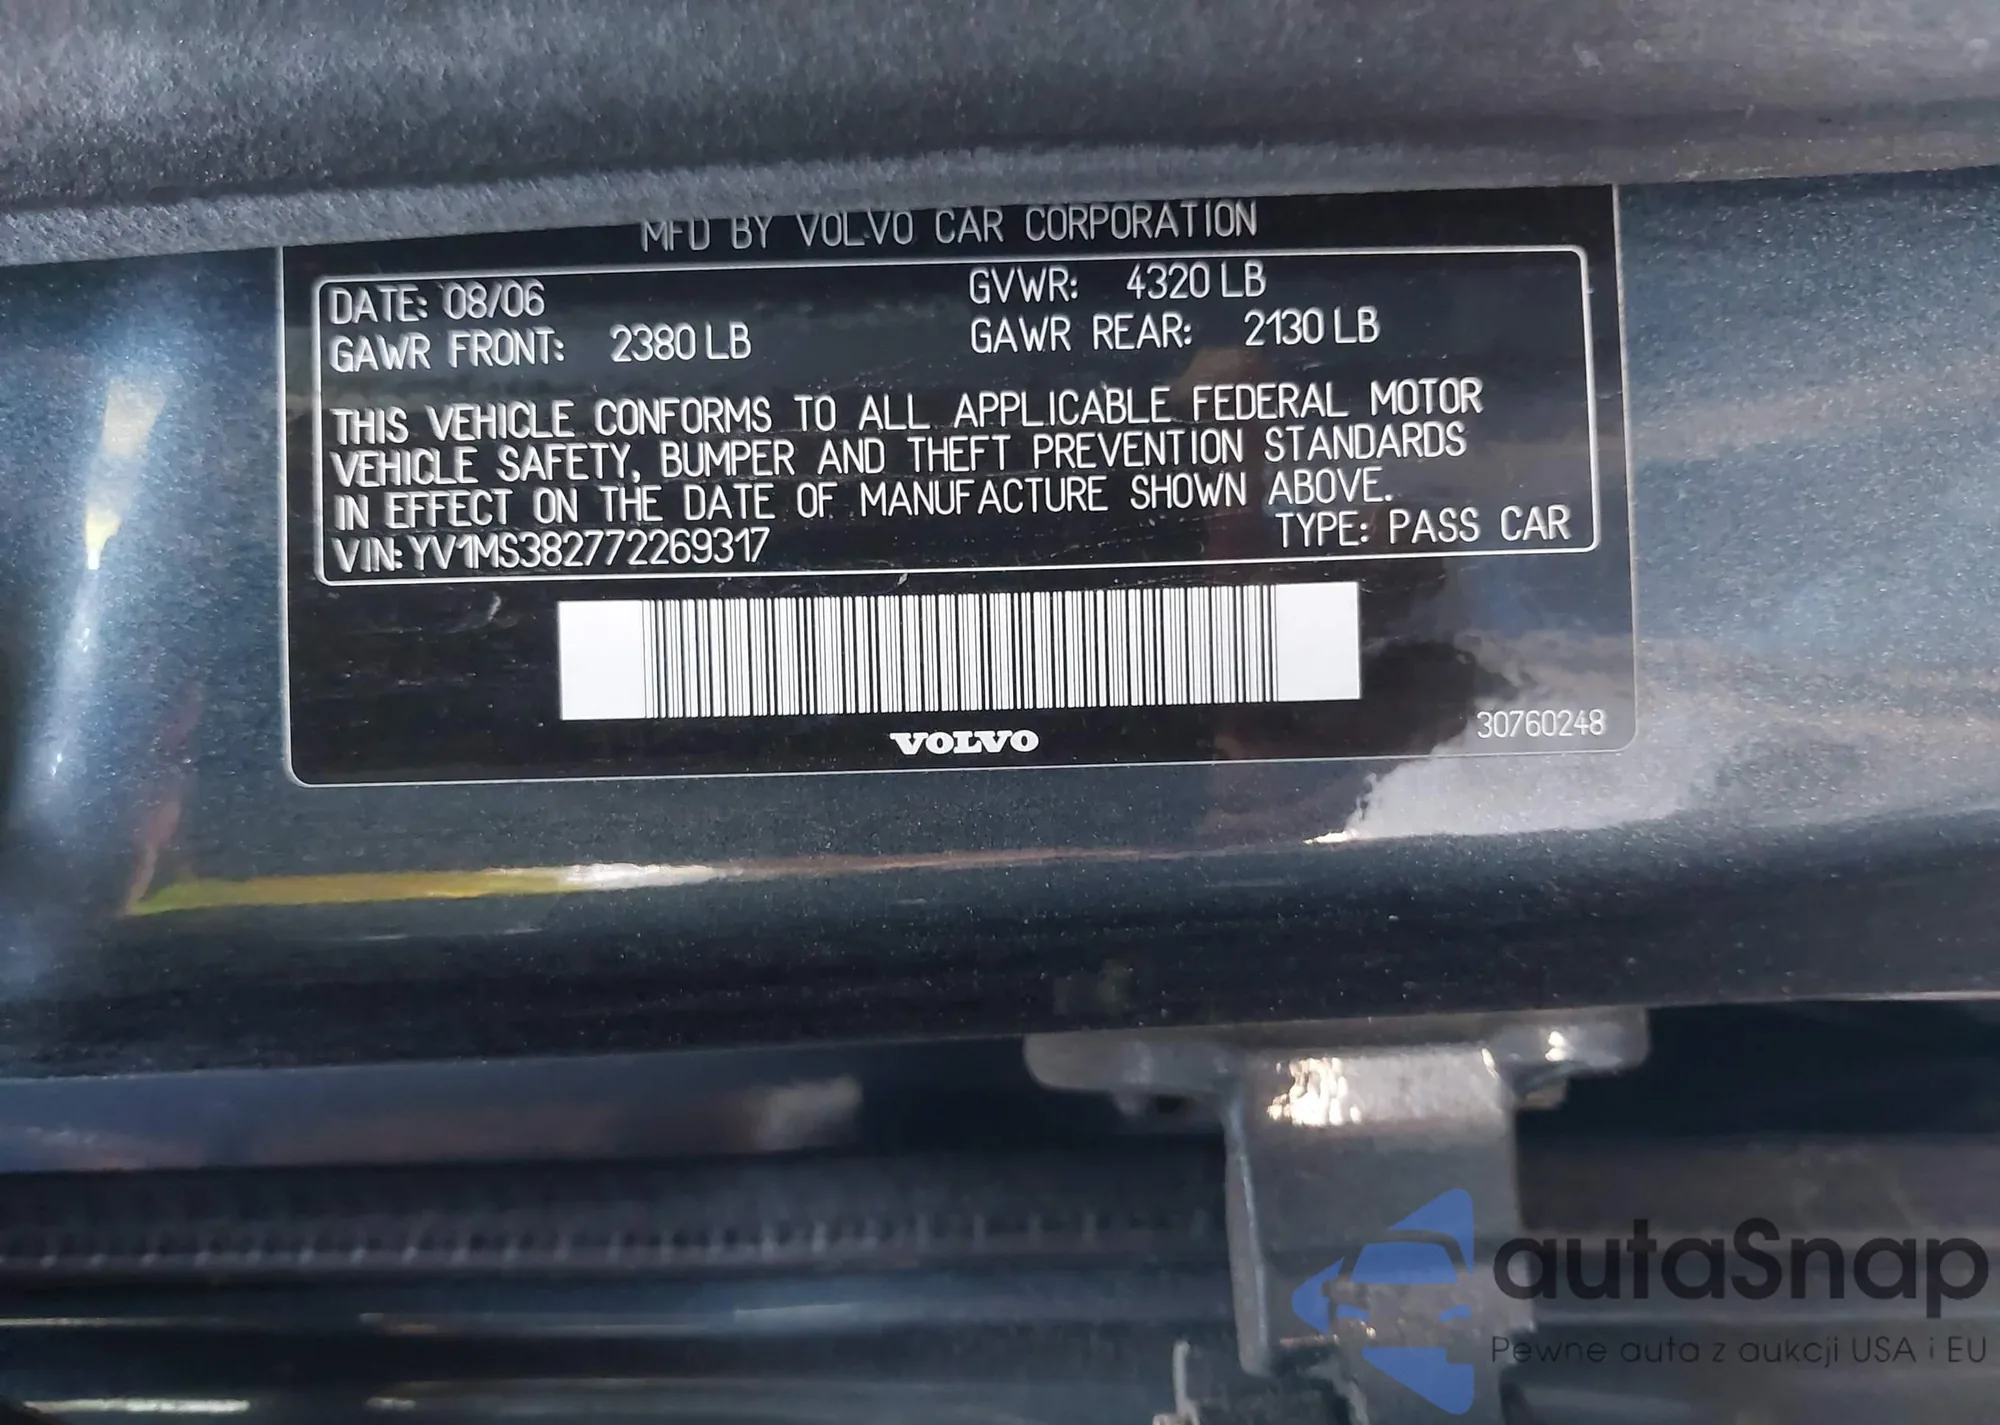 MFD BY VOLVO CAR CORPORATION
DATE: 08/06 GVWR: 4320 LB
GAWR FRONT: 2380 LB GAWR REAR: 2130 LB
THIS VEHICLE CONFORMS TO ALL APPLICABLE FEDERAL MOTOR
VEHICLE SAFETY, BUMPER AND THEFT PREVENTION STANDARDS
IN EFFECT ON THE DATE OF MANUFACTURE SHOWN ABOVE.
VIN: YV1MS382772269317 TYPE: PASS CAR
VOLVO
30760248
autaSnap
Pewne auta z aukcji USA i EU